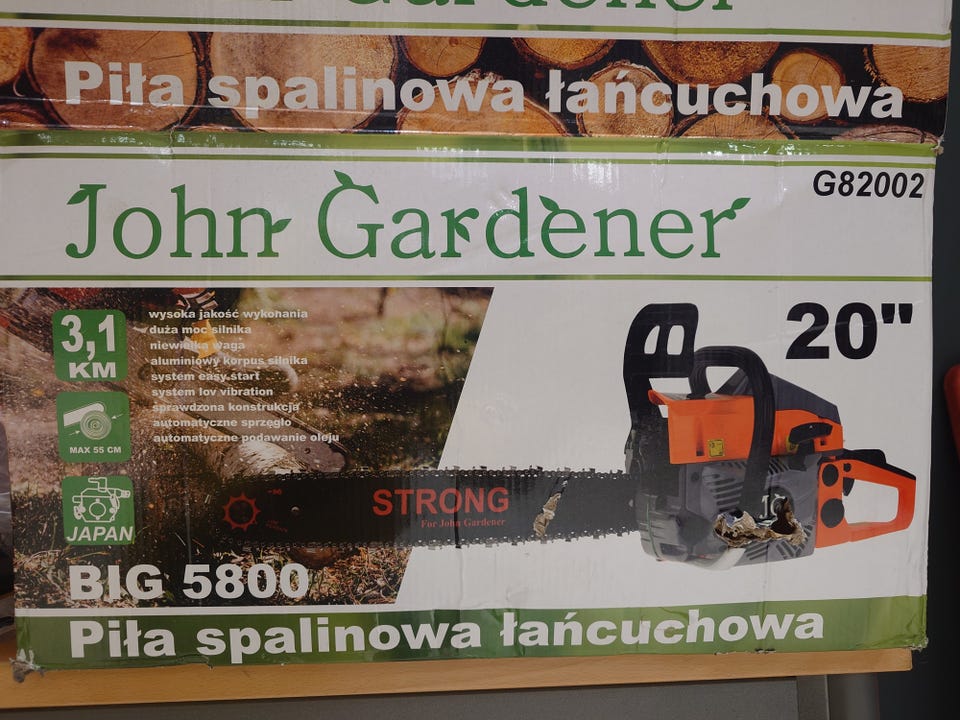 Gardener
Piła spalinowa łańcuchowa
G82002
John Gardener
20"
3,1
KM
wysoka jakość wykonania
duża moc silnika
niewielka waga
aluminiowy korpus silnika
system easy start
system lov vibration
sprawdzona konstrukcja
automatyczne sprzęgło
automatyczne podawanie oleju
MAX 55 CM
JAPAN
STRONG
For John Gardener
BIG 5800
Piła spalinowa łańcuchowa